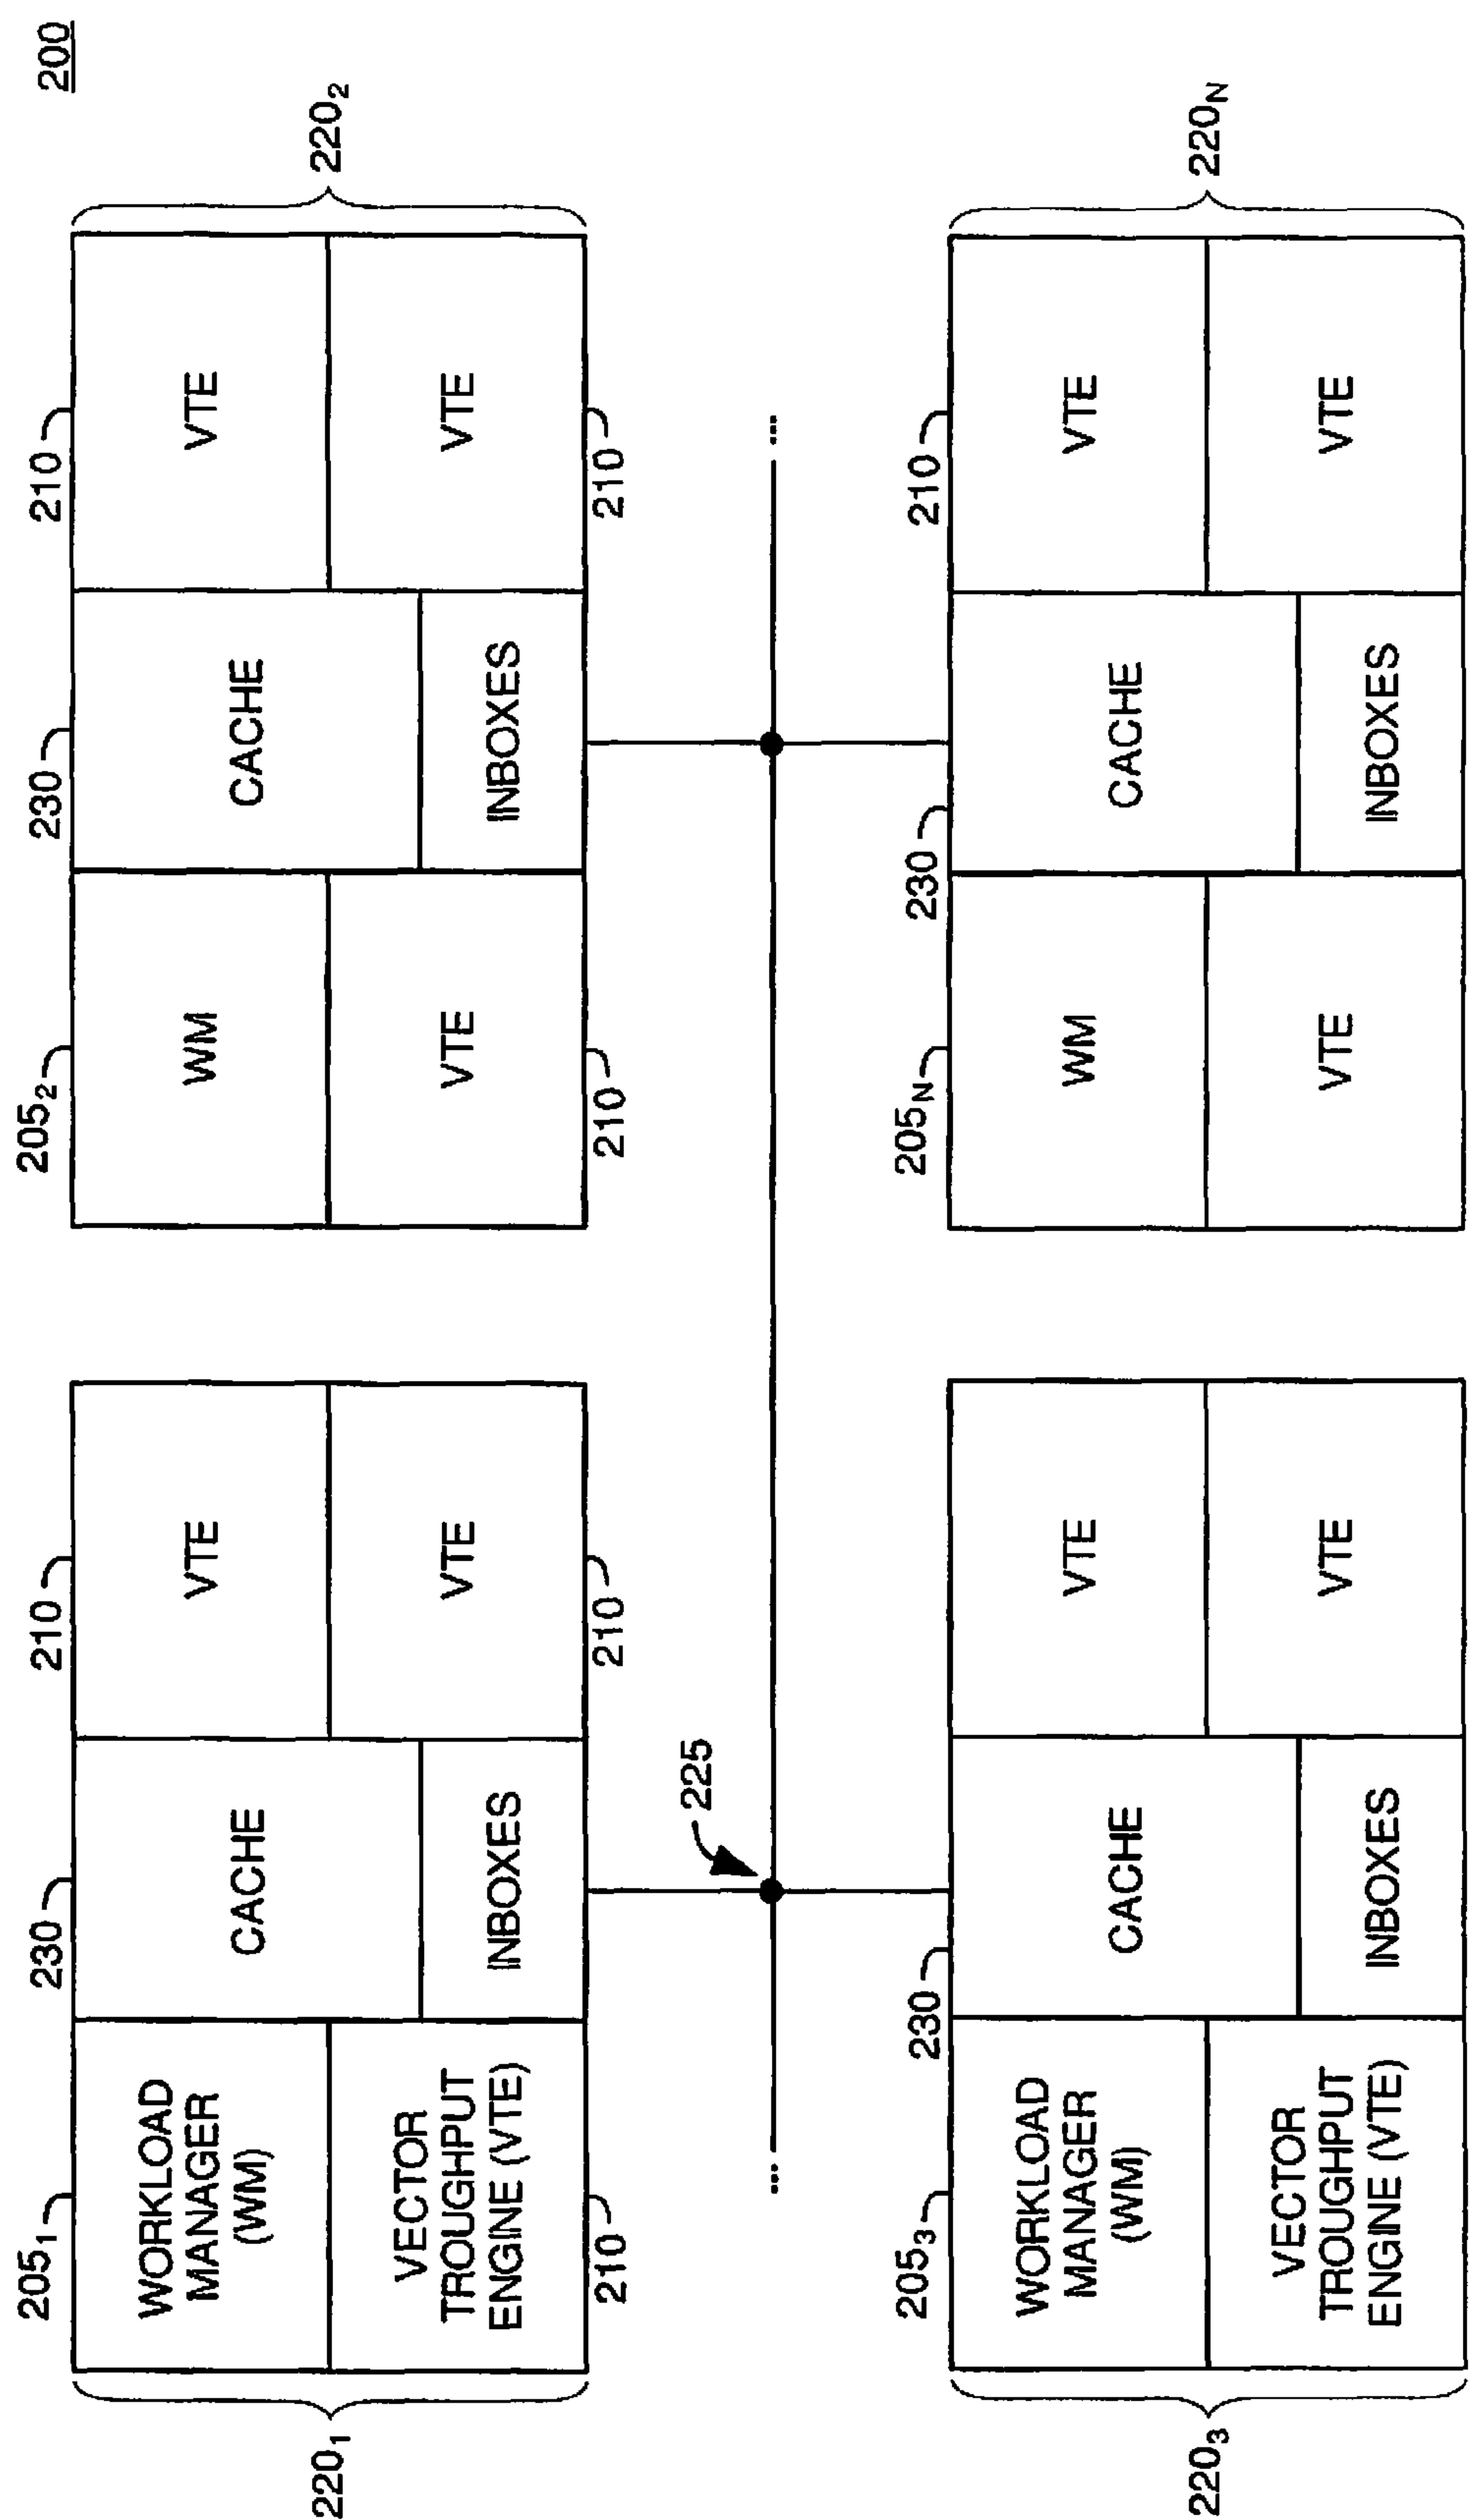 200
205₁
230
210
205₂
230
210
220₁
WORKLOAD
MANAGER
(WM)
CACHE
VTE
VECTOR
TROUGHPUT
ENGINE (VTE)
INBOXES
VTE
WM
CACHE
VTE
VTE
INBOXES
VTE
220₂
210
210
210
210
225
...
...
205₃
230
205N
230
210
220₃
WORKLOAD
MANAGER
(WM)
CACHE
VTE
VECTOR
TROUGHPUT
ENGINE (VTE)
INBOXES
VTE
WM
CACHE
VTE
VTE
INBOXES
VTE
220N